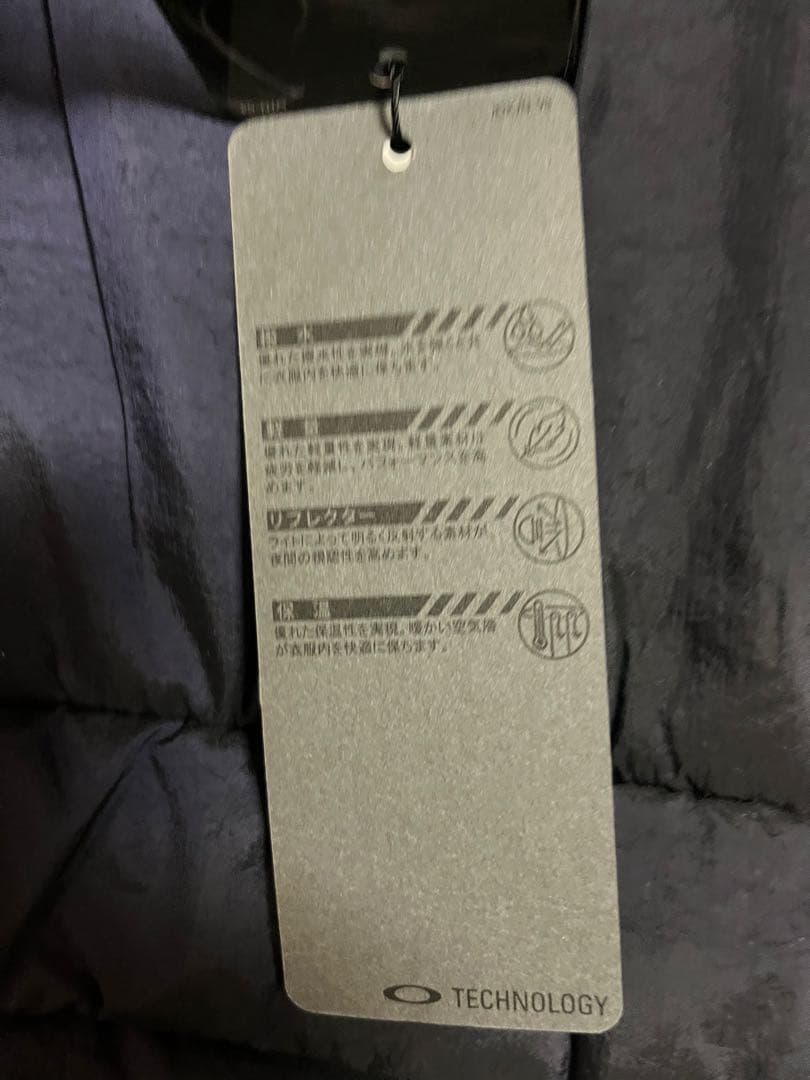 撥 水
優れた撥水性を実現。水を弾くと共
に衣服内を快適に保ちます。
軽 量
優れた軽量性を実現。軽量素材は
疲労を軽減し、パフォーマンスを高
めます。
リフレクター
ライトによって明るく反射する素材が、
夜間の視認性を高めます。
保 温
優れた保温性を実現。暖かい空気層
が衣服内を快適に保ちます。
TECHNOLOGY